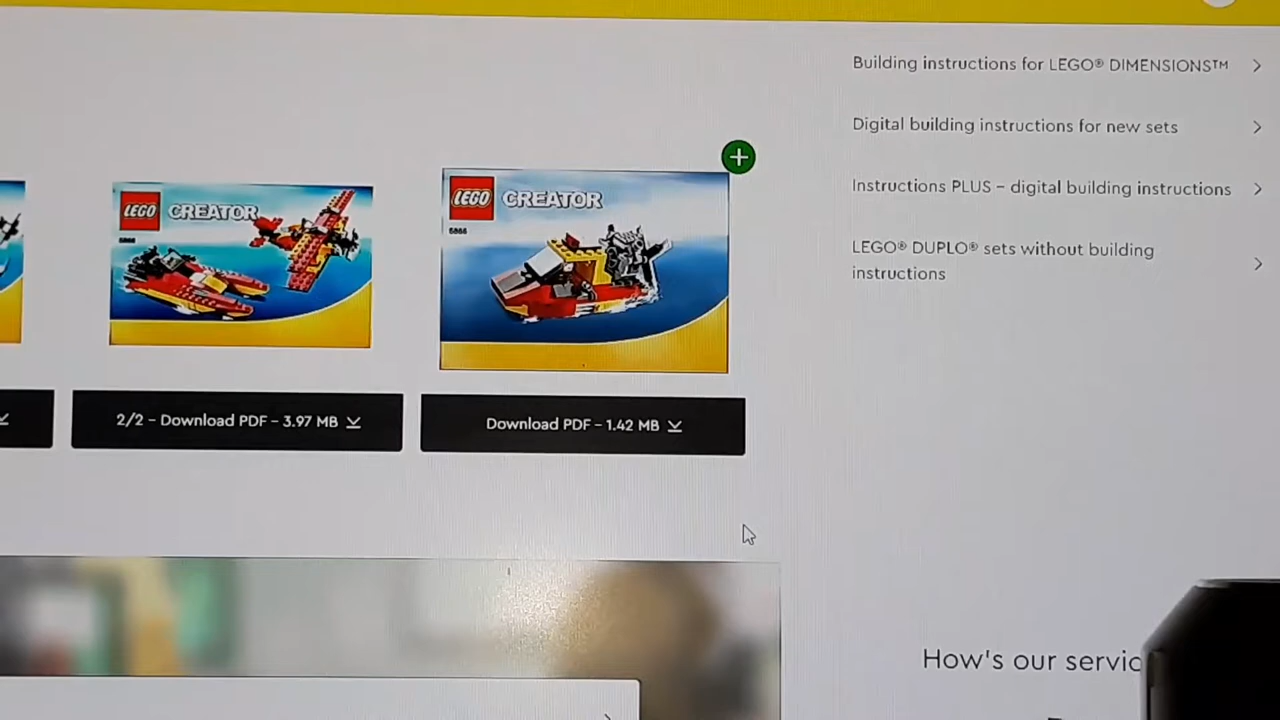 Building instructions for LEGO® DIMENSIONS™
Digital building instructions for new sets
Instructions PLUS – digital building instructions
LEGO® DUPLO® sets without building
instructions
LEGO CREATOR
5866
LEGO CREATOR
5866
2/2 – Download PDF – 3.97 MB
Download PDF – 1.42 MB
How's our servic